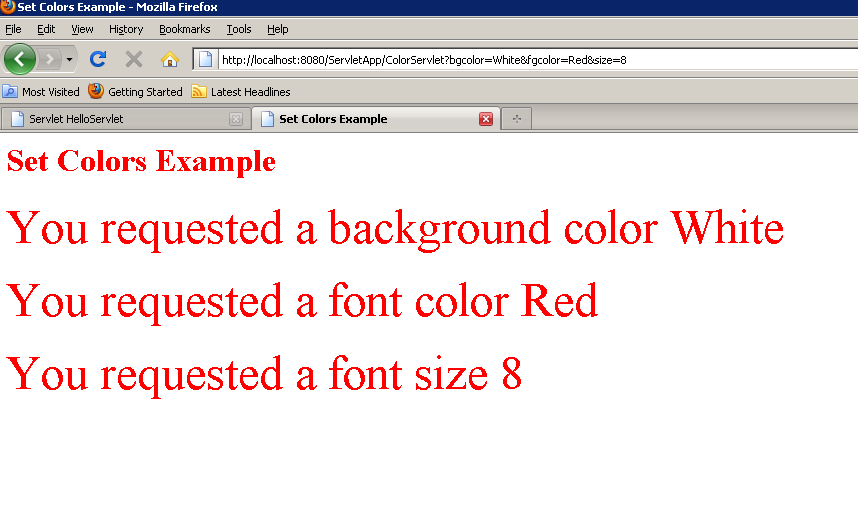 Set Colors Example - Mozilla Firefox
File Edit View History Bookmarks Tools Help
http://localhost:8080/ServletApp/ColorServlet?bgcolor=White&fgcolor=Red&size=8
Most Visited Getting Started Latest Headlines
Servlet HelloServlet Set Colors Example
Set Colors Example
You requested a background color White
You requested a font color Red
You requested a font size 8